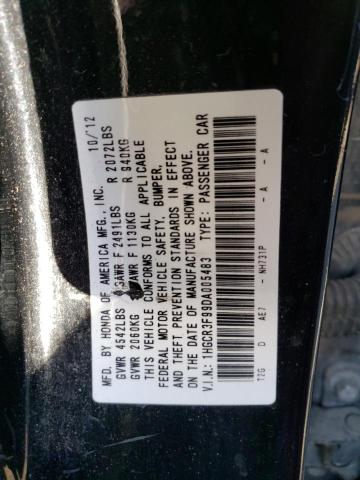 MFD. BY HONDA OF AMERICA MFG., INC. 10/'12
GVWR 4542LBS GAWR F 2491LBS R 2072LBS
GVWR 2060KG GAWR F 1130KG R 940KG
THIS VEHICLE CONFORMS TO ALL APPLICABLE
FEDERAL MOTOR VEHICLE SAFETY, BUMPER,
AND THEFT PREVENTION STANDARDS IN EFFECT
ON THE DATE OF MANUFACTURE SHOWN ABOVE.
V.I.N.: 1HGCR3F99DA005483 PASSENGER CAR
T2G D AE7 - NH731P - A - A